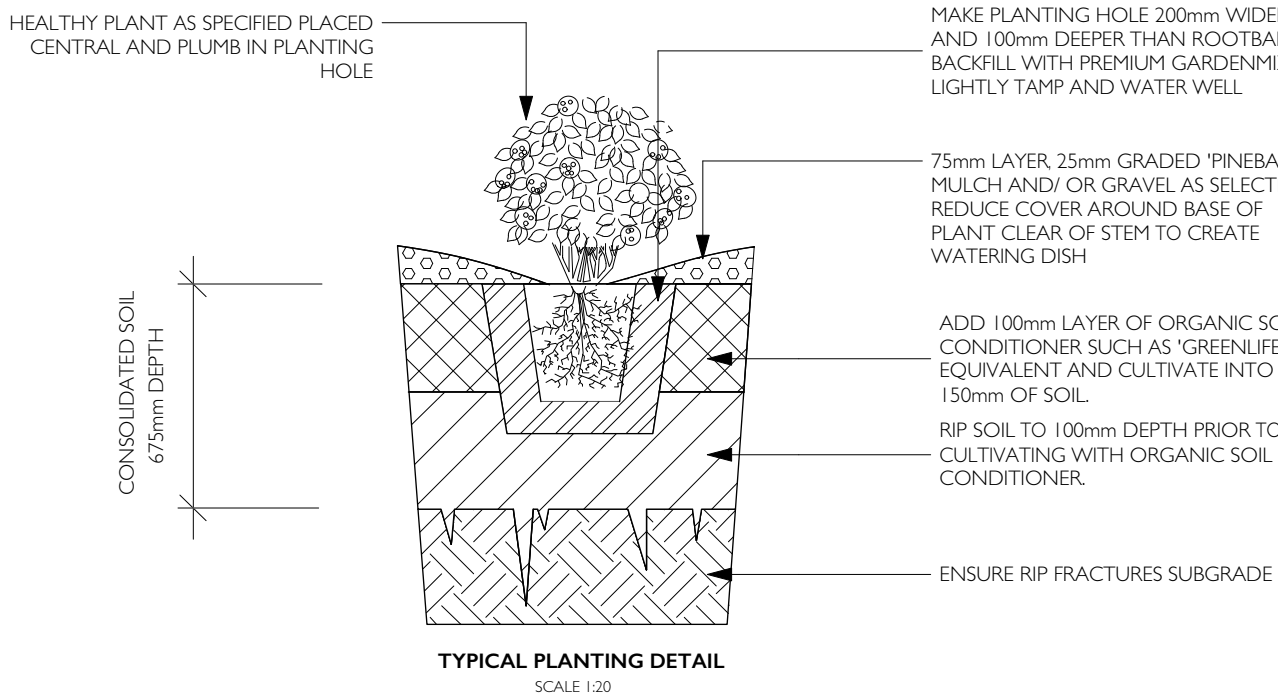 HEALTHY PLANT AS SPECIFIED PLACED
CENTRAL AND PLUMB IN PLANTING
HOLE
MAKE PLANTING HOLE 200mm WIDE
AND 100mm DEEPER THAN ROOTBA
BACKFILL WITH PREMIUM GARDENMI
LIGHTLY TAMP AND WATER WELL
75mm LAYER, 25mm GRADED 'PINEBA
MULCH AND/ OR GRAVEL AS SELECT
REDUCE COVER AROUND BASE OF
PLANT CLEAR OF STEM TO CREATE
WATERING DISH
CONSOLIDATED SOIL
675mm DEPTH
ADD 100mm LAYER OF ORGANIC SO
CONDITIONER SUCH AS 'GREENLIFE
EQUIVALENT AND CULTIVATE INTO
150mm OF SOIL.
RIP SOIL TO 100mm DEPTH PRIOR TO
CULTIVATING WITH ORGANIC SOIL
CONDITIONER.
ENSURE RIP FRACTURES SUBGRADE
TYPICAL PLANTING DETAIL
SCALE 1:20